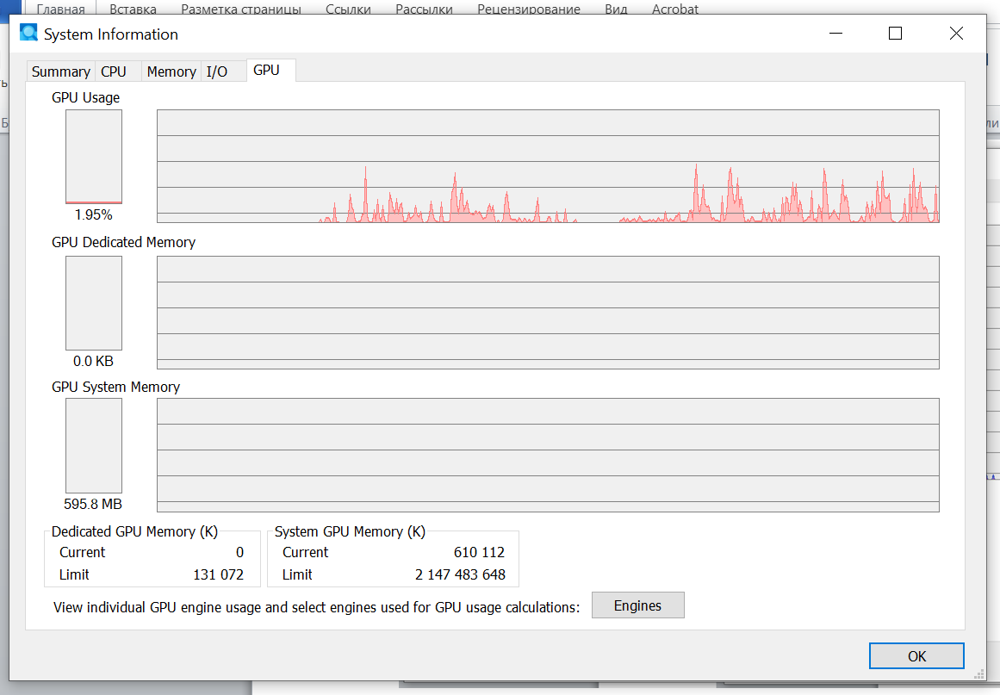 Главная Вставка Разметка страницы Ссылки Рассылки Рецензирование Вид Acrobat
System Information
Summary CPU Memory I/O GPU
GPU Usage
1.95%
GPU Dedicated Memory
0.0 KB
GPU System Memory
595.8 MB
Dedicated GPU Memory (K)
Current 0
Limit 131 072
System GPU Memory (K)
Current 610 112
Limit 2 147 483 648
View individual GPU engine usage and select engines used for GPU usage calculations: Engines
OK